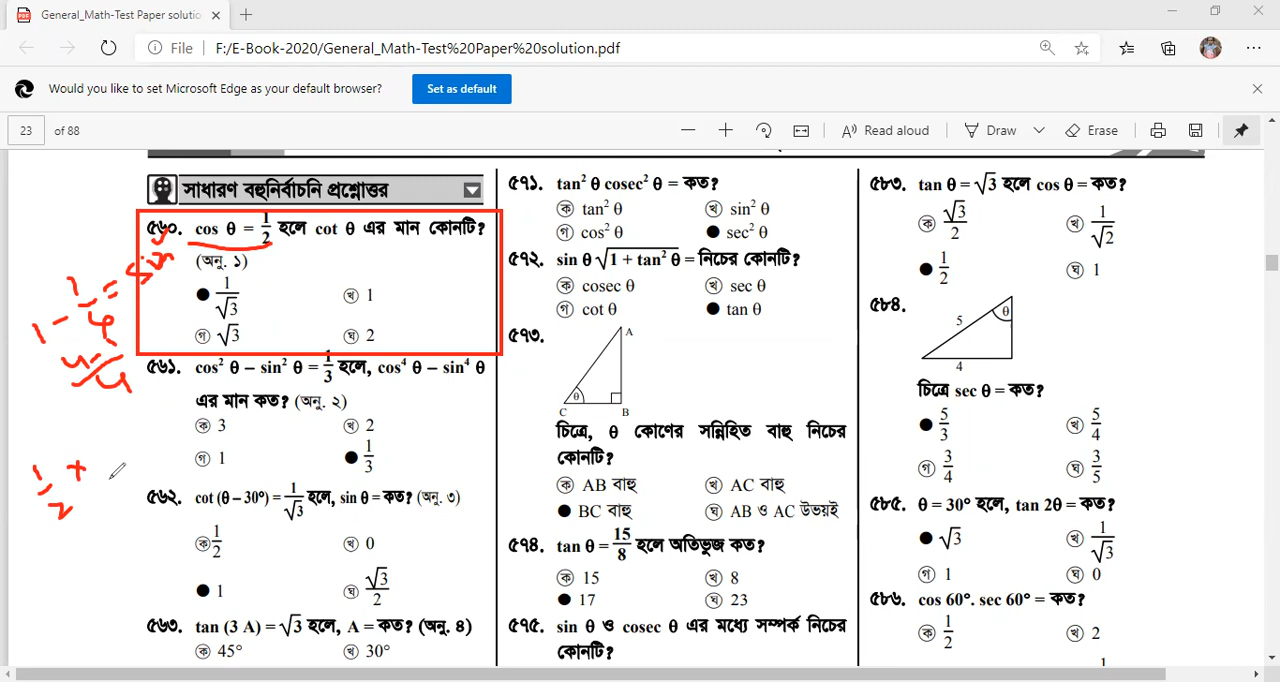 General_Math-Test Paper solutio
File F:/E-Book-2020/General_Math-Test%20Paper%20solution.pdf
Would you like to set Microsoft Edge as your default browser?
Set as default
23 of 88
Read aloud
Draw
Erase
সাধারণ বহুনির্বাচনি প্রশ্নোত্তর
৫৬০. cos θ = 1/2 হলে cot θ এর মান কোনটি?
(অনু. ১)
● 1/√3 খ 1
গ √3 ঘ 2
1 - 1/4 = sin
1/2 +
৫৬১. cos² θ – sin² θ = 1/3 হলে, cos⁴ θ – sin⁴ θ
এর মান কত? (অনু. ২)
ক 3 খ 2
গ 1 ● 1/3
৫৬২. cot (θ – 30°) = 1/√3 হলে, sin θ = কত? (অনু. ৩)
ক 1/2 খ 0
● 1 ঘ √3/2
৫৬৩. tan (3 A) = √3 হলে, A = কত? (অনু. ৪)
ক 45° খ 30°
৫৭১. tan² θ cosec² θ = কত?
ক tan² θ খ sin² θ
গ cos² θ ● sec² θ
৫৭২. sin θ √1 + tan² θ = নিচের কোনটি?
ক cosec θ খ sec θ
গ cot θ ● tan θ
৫৭৩.
A
θ
C B
চিত্রে, θ কোণের সন্নিহিত বাহু নিচের
কোনটি?
ক AB বাহু খ AC বাহু
● BC বাহু ঘ AB ও AC উভয়ই
৫৭৪. tan θ = 15/8 হলে অতিভুজ কত?
ক 15 খ 8
● 17 ঘ 23
৫৭৫. sin θ ও cosec θ এর মধ্যে সম্পর্ক নিচের
কোনটি?
৫৮৩. tan θ = √3 হলে cos θ = কত?
ক √3/2 খ 1/√2
● 1/2 ঘ 1
৫৮৪.
5 θ
4
চিত্রে sec θ = কত?
● 5/3 খ 5/4
গ 3/4 ঘ 3/5
৫৮৫. θ = 30° হলে, tan 2θ = কত?
● √3 খ 1/√3
গ 1 ঘ 0
৫৮৬. cos 60°. sec 60° = কত?
ক 1/2 খ 2
1